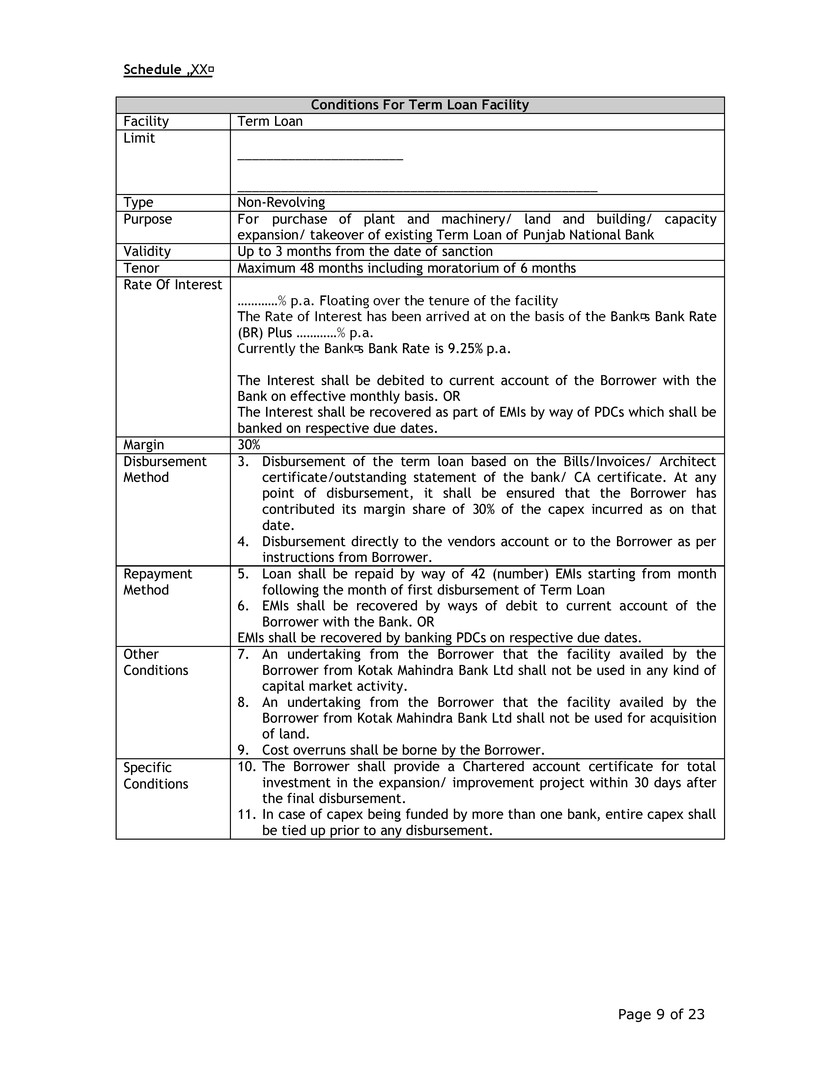 Schedule „XX¤
Conditions For Term Loan Facility
Facility Term Loan
Limit
_______________________
__________________________________________________
Type Non-Revolving
Purpose For purchase of plant and machinery/ land and building/ capacity
expansion/ takeover of existing Term Loan of Punjab National Bank
Validity Up to 3 months from the date of sanction
Tenor Maximum 48 months including moratorium of 6 months
Rate Of Interest
…………% p.a. Floating over the tenure of the facility
The Rate of Interest has been arrived at on the basis of the Bank¤s Bank Rate
(BR) Plus …………% p.a.
Currently the Bank¤s Bank Rate is 9.25% p.a.
The Interest shall be debited to current account of the Borrower with the
Bank on effective monthly basis. OR
The Interest shall be recovered as part of EMIs by way of PDCs which shall be
banked on respective due dates.
Margin 30%
Disbursement 3. Disbursement of the term loan based on the Bills/Invoices/ Architect
Method certificate/outstanding statement of the bank/ CA certificate. At any
point of disbursement, it shall be ensured that the Borrower has
contributed its margin share of 30% of the capex incurred as on that
date.
4. Disbursement directly to the vendors account or to the Borrower as per
instructions from Borrower.
Repayment 5. Loan shall be repaid by way of 42 (number) EMIs starting from month
Method following the month of first disbursement of Term Loan
6. EMIs shall be recovered by ways of debit to current account of the
Borrower with the Bank. OR
EMIs shall be recovered by banking PDCs on respective due dates.
Other 7. An undertaking from the Borrower that the facility availed by the
Conditions Borrower from Kotak Mahindra Bank Ltd shall not be used in any kind of
capital market activity.
8. An undertaking from the Borrower that the facility availed by the
Borrower from Kotak Mahindra Bank Ltd shall not be used for acquisition
of land.
9. Cost overruns shall be borne by the Borrower.
Specific 10. The Borrower shall provide a Chartered account certificate for total
Conditions investment in the expansion/ improvement project within 30 days after
the final disbursement.
11. In case of capex being funded by more than one bank, entire capex shall
be tied up prior to any disbursement.
Page 9 of 23